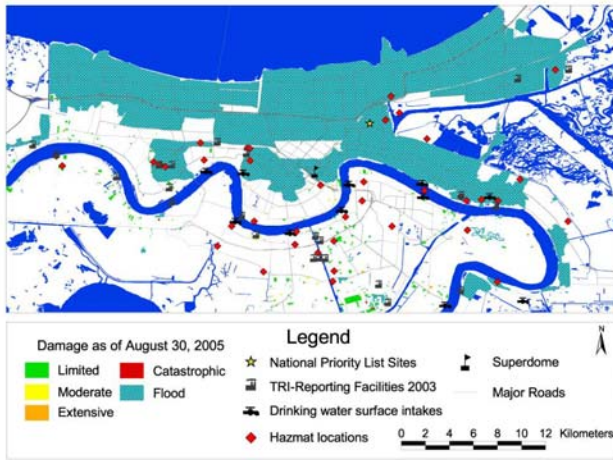 Legend
Damage as of August 30, 2005
Limited
Moderate
Extensive
Catastrophic
Flood
National Priority List Sites
TRI-Reporting Facilities 2003
Drinking water surface intakes
Hazmat locations
Superdome
Major Roads
N
0 2 4 6 8 10 12 Kilometers